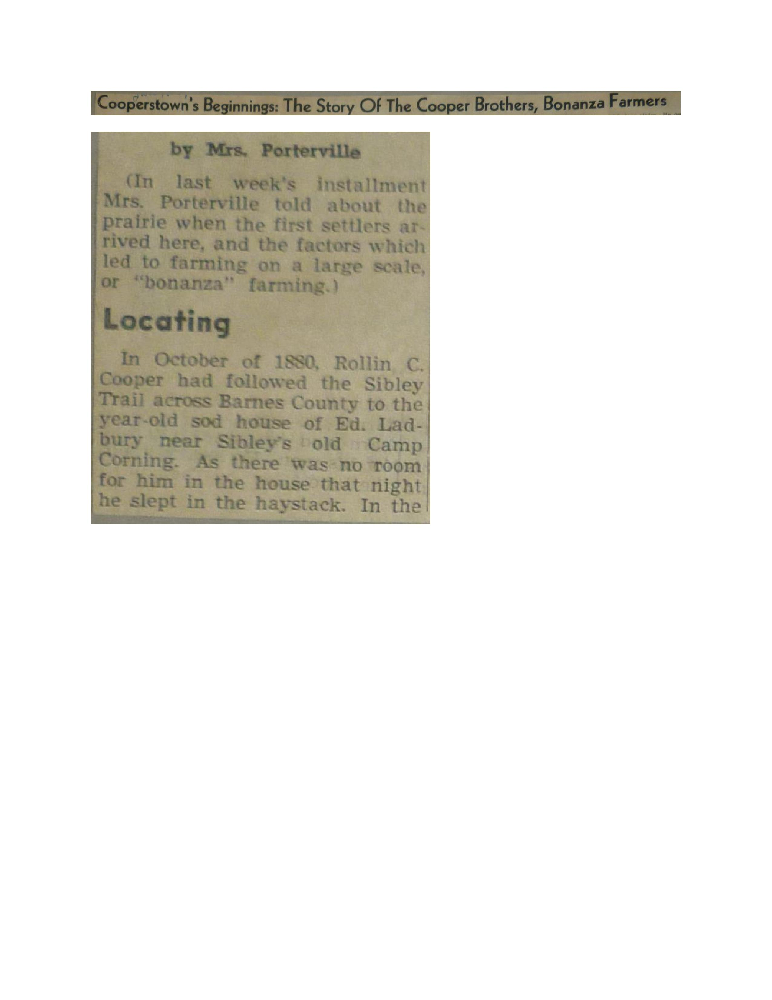 Cooperstown's Beginnings: The Story Of The Cooper Brothers, Bonanza Farmers
by Mrs. Porterville
(In last week's installment
Mrs. Porterville told about the
prairie when the first settlers ar-
rived here, and the factors which
led to farming on a large scale,
or "bonanza" farming.)
Locating
In October of 1880, Rollin C.
Cooper had followed the Sibley
Trail across Barnes County to the
year-old sod house of Ed. Lad-
bury near Sibley's old Camp
Corning. As there was no room
for him in the house that night
he slept in the haystack. In the